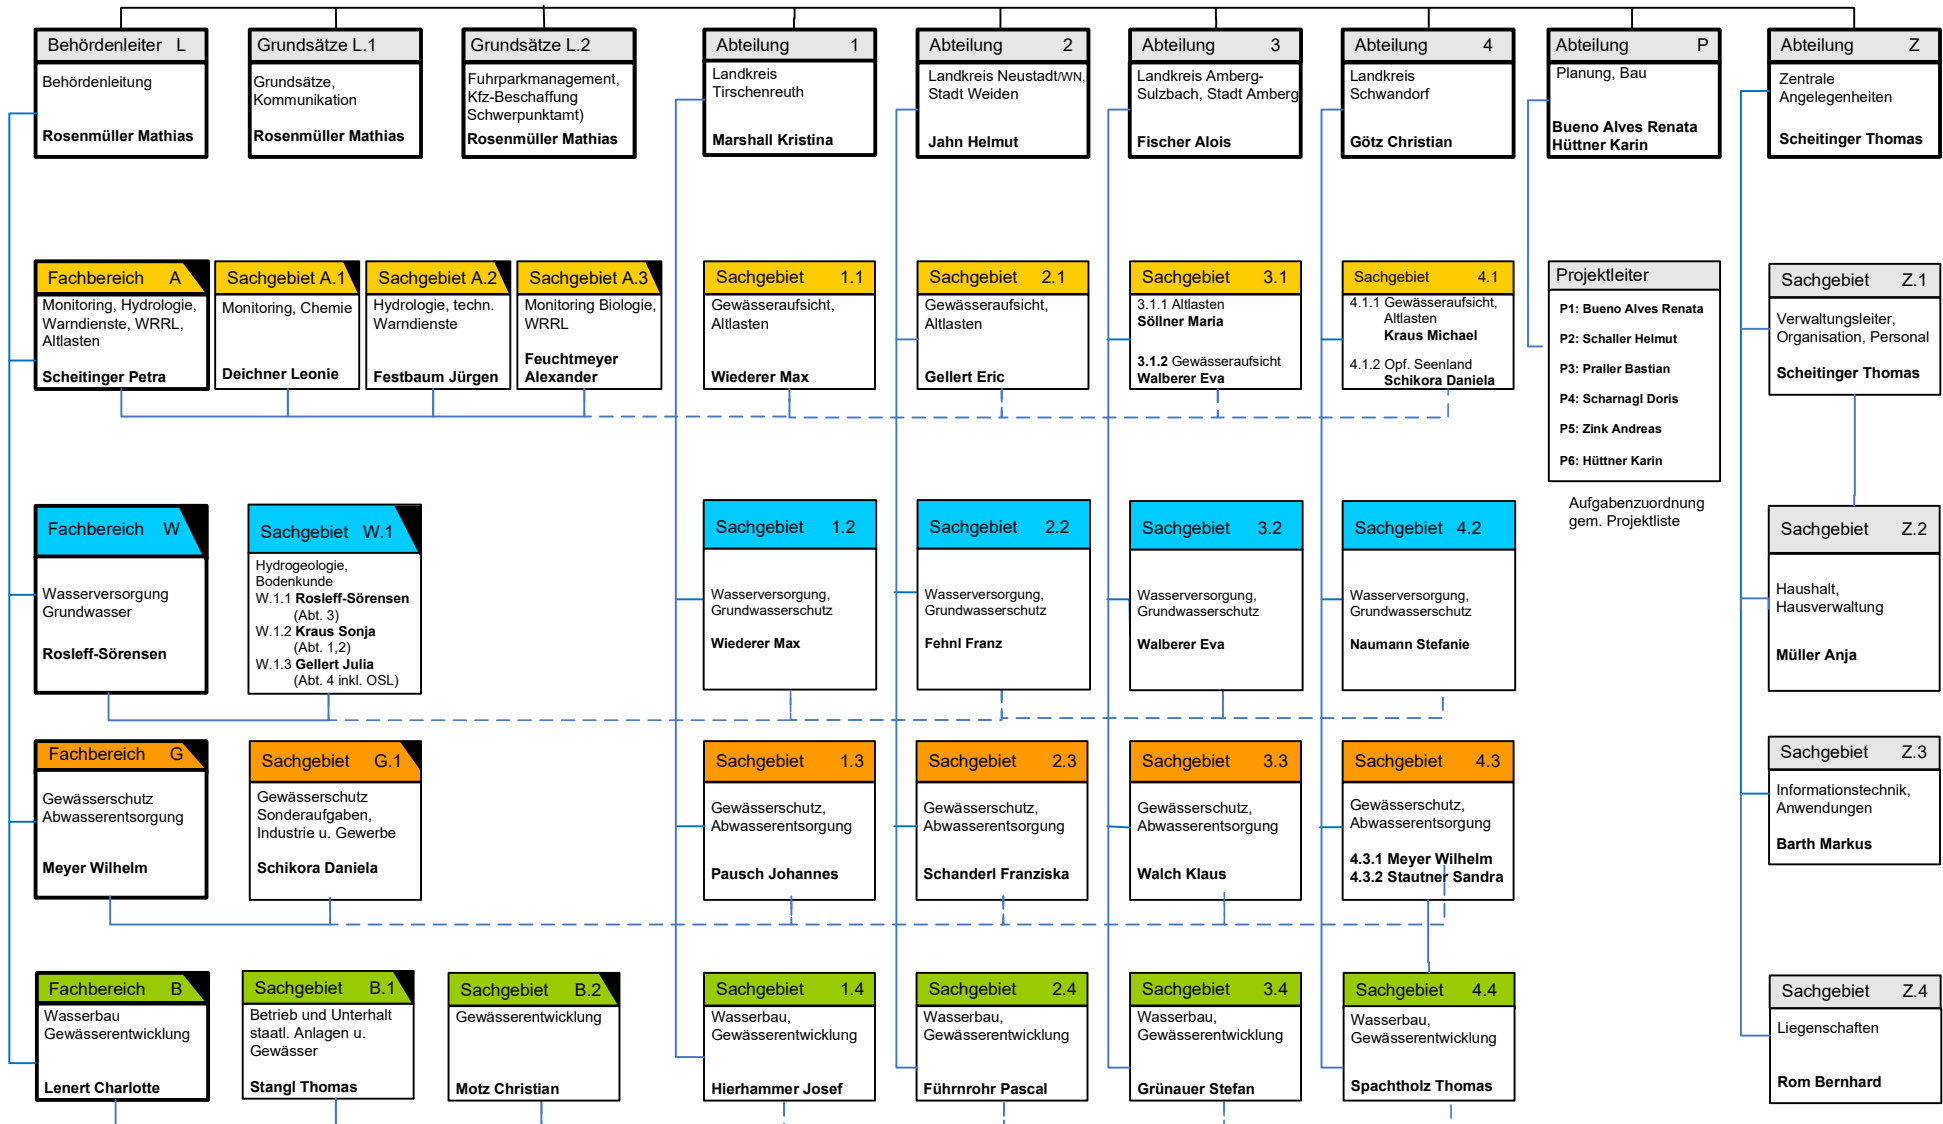 Behördenleiter L
Behördenleitung
Rosenmüller Mathias
Grundsätze L.1
Grundsätze,
Kommunikation
Rosenmüller Mathias
Grundsätze L.2
Fuhrparkmanagement,
Kfz-Beschaffung
Schwerpunktamt)
Rosenmüller Mathias
Abteilung 1
Landkreis
Tirschenreuth
Marshall Kristina
Abteilung 2
Landkreis Neustadt/WN,
Stadt Weiden
Jahn Helmut
Abteilung 3
Landkreis Amberg-
Sulzbach, Stadt Amberg
Fischer Alois
Abteilung 4
Landkreis
Schwandorf
Götz Christian
Abteilung P
Planung, Bau
Bueno Alves Renata
Hüttner Karin
Abteilung Z
Zentrale
Angelegenheiten
Scheitinger Thomas
Fachbereich A
Monitoring, Hydrologie,
Warndienste, WRRL,
Altlasten
Scheitinger Petra
Sachgebiet A.1
Monitoring, Chemie
Deichner Leonie
Sachgebiet A.2
Hydrologie, techn.
Warndienste
Festbaum Jürgen
Sachgebiet A.3
Monitoring Biologie,
WRRL
Feuchtmeyer
Alexander
Sachgebiet 1.1
Gewässeraufsicht,
Altlasten
Wiederer Max
Sachgebiet 2.1
Gewässeraufsicht,
Altlasten
Gellert Eric
Sachgebiet 3.1
3.1.1 Altlasten
Söllner Maria
3.1.2 Gewässeraufsicht
Walberer Eva
Sachgebiet 4.1
4.1.1 Gewässeraufsicht,
Altlasten
Kraus Michael
4.1.2 Opf. Seenland
Schikora Daniela
Projektleiter
P1: Bueno Alves Renata
P2: Schaller Helmut
P3: Praller Bastian
P4: Scharnagl Doris
P5: Zink Andreas
P6: Hüttner Karin
Aufgabenzuordnung
gem. Projektliste
Sachgebiet Z.1
Verwaltungsleiter,
Organisation, Personal
Scheitinger Thomas
Fachbereich W
Wasserversorgung
Grundwasser
Rosleff-Sörensen
Sachgebiet W.1
Hydrogeologie,
Bodenkunde
W.1.1 Rosleff-Sörensen
(Abt. 3)
W.1.2 Kraus Sonja
(Abt. 1,2)
W.1.3 Gellert Julia
(Abt. 4 inkl. OSL)
Sachgebiet 1.2
Wasserversorgung,
Grundwasserschutz
Wiederer Max
Sachgebiet 2.2
Wasserversorgung,
Grundwasserschutz
Fehnl Franz
Sachgebiet 3.2
Wasserversorgung,
Grundwasserschutz
Walberer Eva
Sachgebiet 4.2
Wasserversorgung,
Grundwasserschutz
Naumann Stefanie
Sachgebiet Z.2
Haushalt,
Hausverwaltung
Müller Anja
Fachbereich G
Gewässerschutz
Abwasserentsorgung
Meyer Wilhelm
Sachgebiet G.1
Gewässerschutz
Sonderaufgaben,
Industrie u. Gewerbe
Schikora Daniela
Sachgebiet 1.3
Gewässerschutz,
Abwasserentsorgung
Pausch Johannes
Sachgebiet 2.3
Gewässerschutz,
Abwasserentsorgung
Schanderl Franziska
Sachgebiet 3.3
Gewässerschutz,
Abwasserentsorgung
Walch Klaus
Sachgebiet 4.3
Gewässerschutz,
Abwasserentsorgung
4.3.1 Meyer Wilhelm
4.3.2 Stautner Sandra
Sachgebiet Z.3
Informationstechnik,
Anwendungen
Barth Markus
Fachbereich B
Wasserbau
Gewässerentwicklung
Lenert Charlotte
Sachgebiet B.1
Betrieb und Unterhalt
staatl. Anlagen u.
Gewässer
Stangl Thomas
Sachgebiet B.2
Gewässerentwicklung
Motz Christian
Sachgebiet 1.4
Wasserbau,
Gewässerentwicklung
Hierhammer Josef
Sachgebiet 2.4
Wasserbau,
Gewässerentwicklung
Führnrohr Pascal
Sachgebiet 3.4
Wasserbau,
Gewässerentwicklung
Grünauer Stefan
Sachgebiet 4.4
Wasserbau,
Gewässerentwicklung
Spachtholz Thomas
Sachgebiet Z.4
Liegenschaften
Rom Bernhard